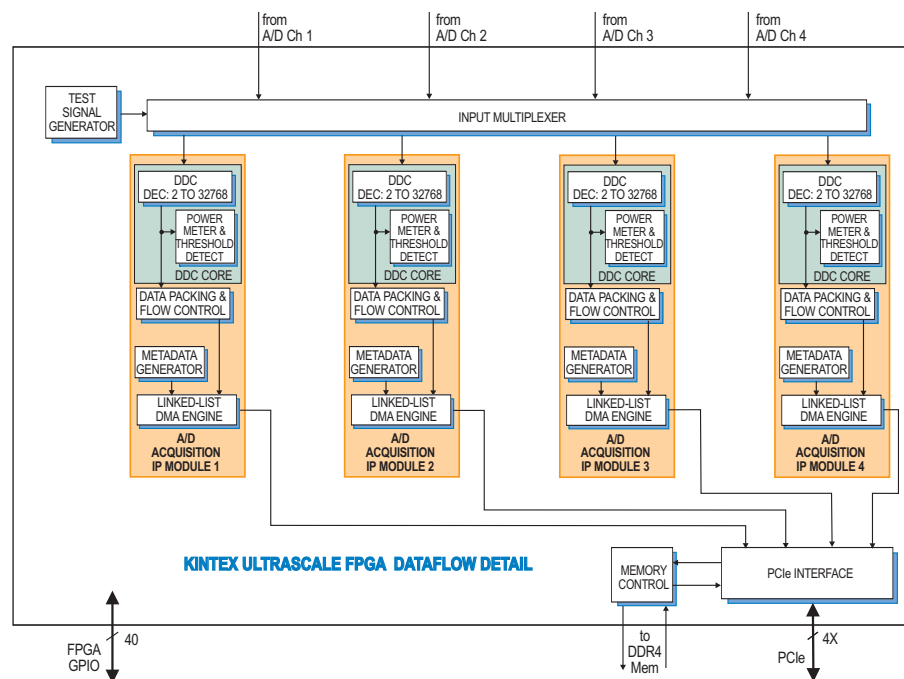 from
A/D Ch 1
from
A/D Ch 2
from
A/D Ch 3
from
A/D Ch 4
TEST
SIGNAL
GENERATOR
INPUT MULTIPLEXER
DDC
DEC: 2 TO 32768
POWER
METER &
THRESHOLD
DETECT
DDC CORE
DATA PACKING &
FLOW CONTROL
METADATA
GENERATOR
LINKED-LIST
DMA ENGINE
A/D
ACQUISITION
IP MODULE 1
DDC
DEC: 2 TO 32768
POWER
METER &
THRESHOLD
DETECT
DDC CORE
DATA PACKING &
FLOW CONTROL
METADATA
GENERATOR
LINKED-LIST
DMA ENGINE
A/D
ACQUISITION
IP MODULE 2
DDC
DEC: 2 TO 32768
POWER
METER &
THRESHOLD
DETECT
DDC CORE
DATA PACKING &
FLOW CONTROL
METADATA
GENERATOR
LINKED-LIST
DMA ENGINE
A/D
ACQUISITION
IP MODULE 3
DDC
DEC: 2 TO 32768
POWER
METER &
THRESHOLD
DETECT
DDC CORE
DATA PACKING &
FLOW CONTROL
METADATA
GENERATOR
LINKED-LIST
DMA ENGINE
A/D
ACQUISITION
IP MODULE 4
KINTEX ULTRASCALE FPGA DATAFLOW DETAIL
MEMORY
CONTROL
PCIe INTERFACE
FPGA
GPIO
40
to
DDR4
Mem
4X
PCIe